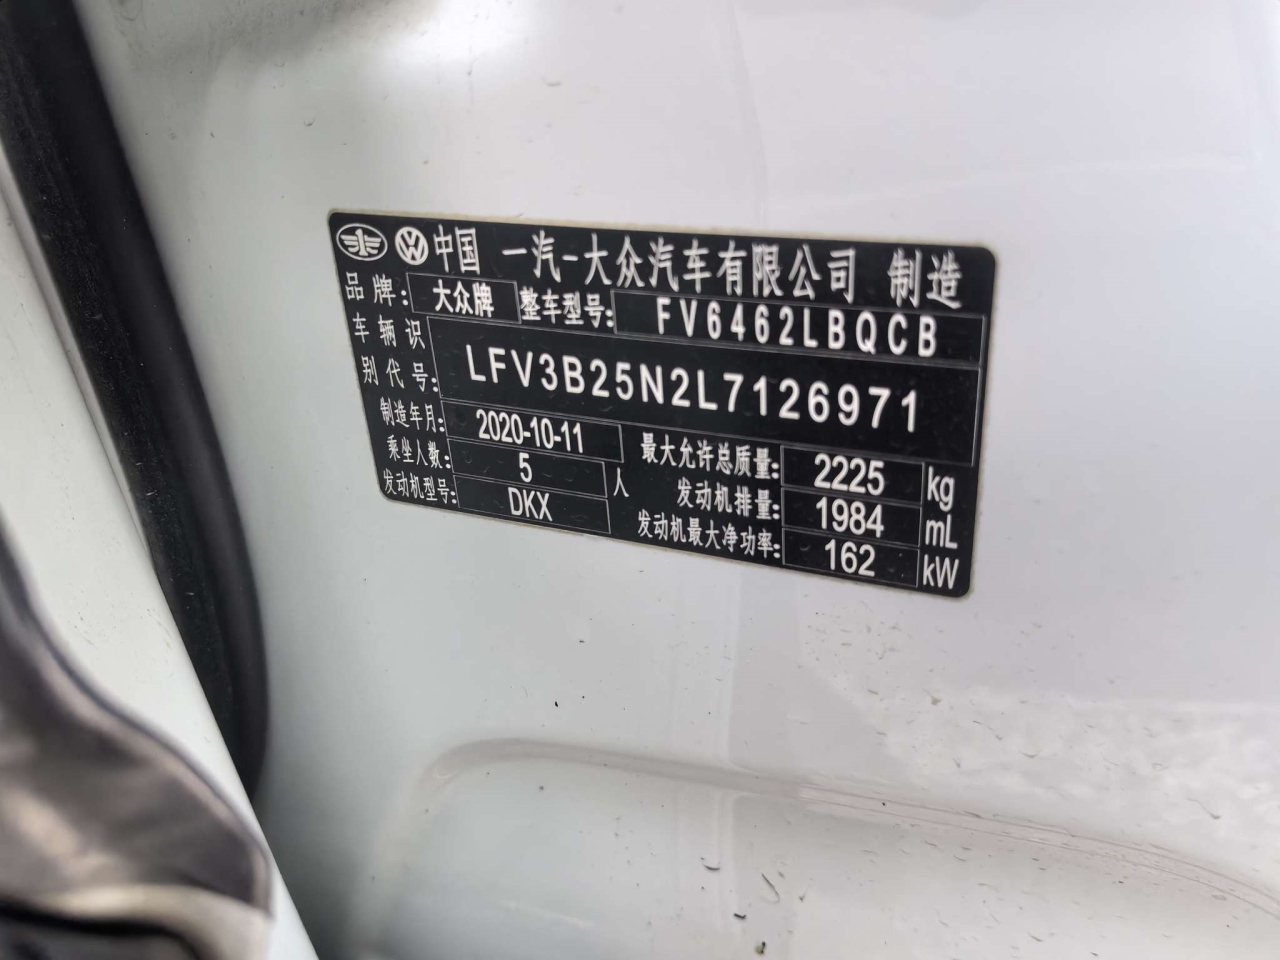 中国 一汽-大众汽车有限公司 制造
品牌: 大众牌 整车型号: FV6462LBQCB
车辆识别代号: LFV3B25N2L7126971
制造年月: 2020-10-11 最大允许总质量: 2225 kg
乘坐人数: 5 人 发动机排量: 1984 mL
发动机型号: DKX 发动机最大净功率: 162 kW